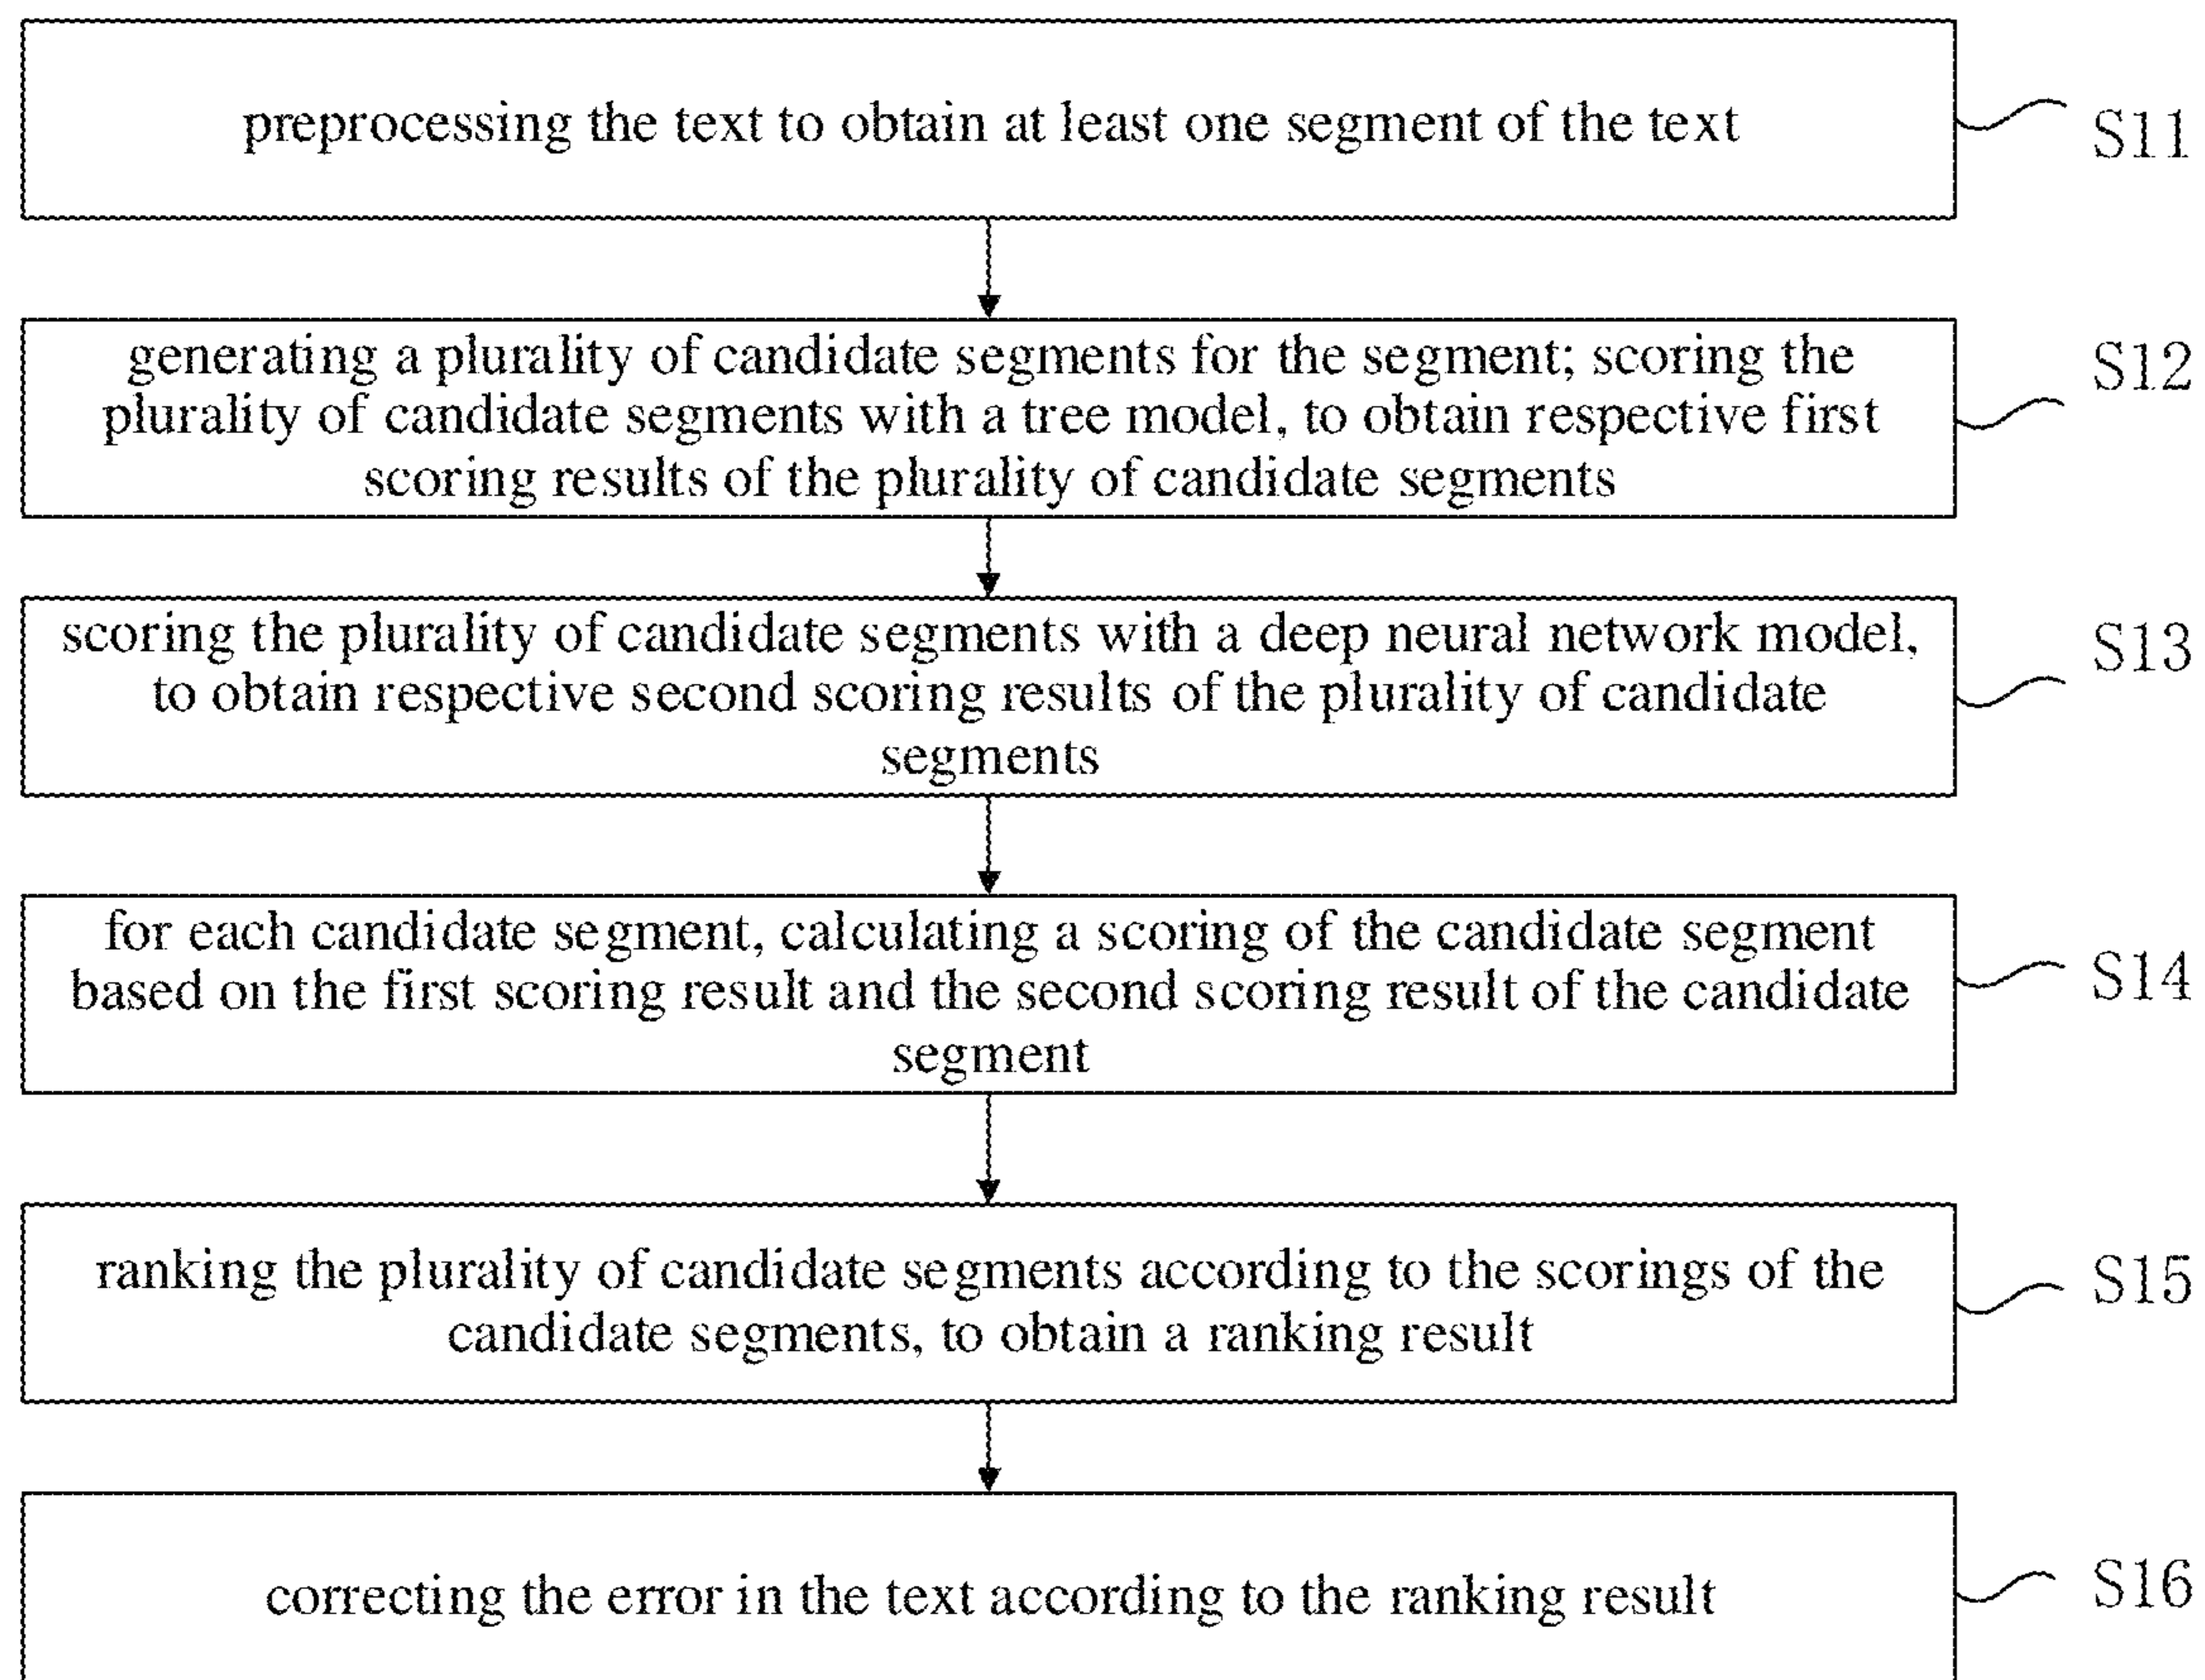 preprocessing the text to obtain at least one segment of the text
S11
generating a plurality of candidate segments for the segment; scoring the
plurality of candidate segments with a tree model, to obtain respective first
scoring results of the plurality of candidate segments
S12
scoring the plurality of candidate segments with a deep neural network model,
to obtain respective second scoring results of the plurality of candidate
segments
S13
for each candidate segment, calculating a scoring of the candidate segment
based on the first scoring result and the second scoring result of the candidate
segment
S14
ranking the plurality of candidate segments according to the scorings of the
candidate segments, to obtain a ranking result
S15
correcting the error in the text according to the ranking result
S16